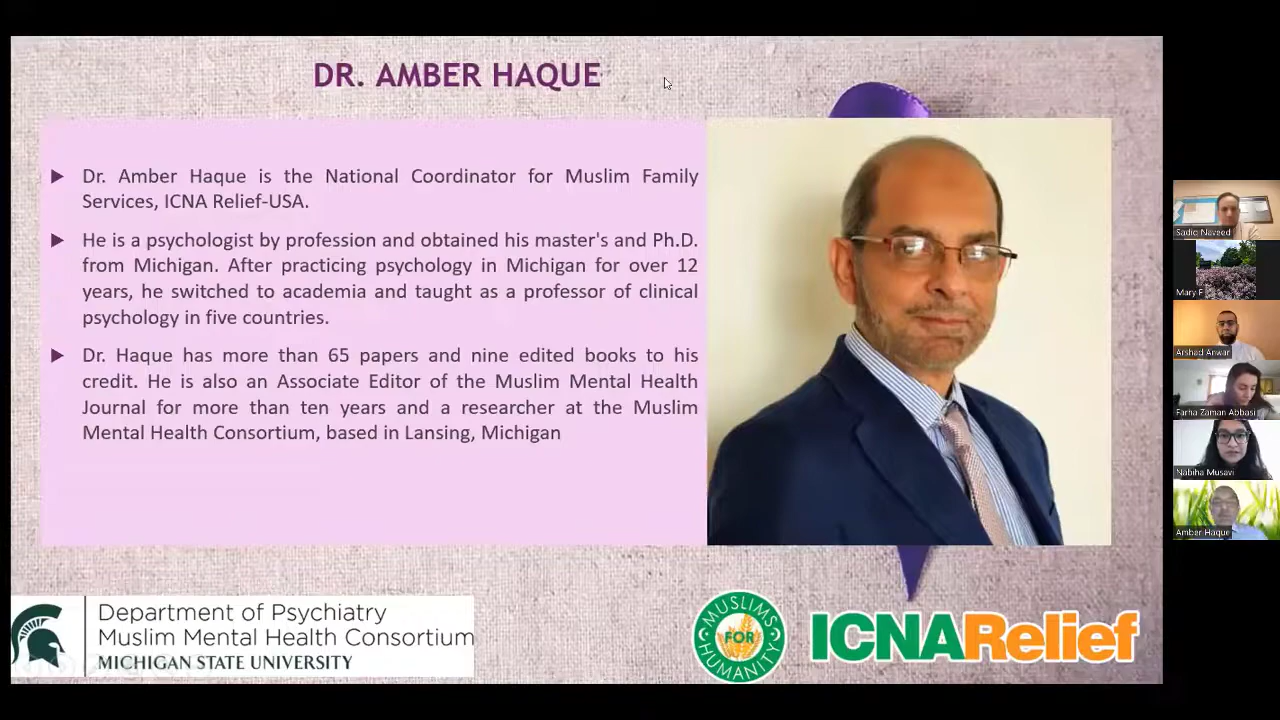 DR. AMBER HAQUE
Dr. Amber Haque is the National Coordinator for Muslim Family
Services, ICNA Relief-USA.
He is a psychologist by profession and obtained his master's and Ph.D.
from Michigan. After practicing psychology in Michigan for over 12
years, he switched to academia and taught as a professor of clinical
psychology in five countries.
Dr. Haque has more than 65 papers and nine edited books to his
credit. He is also an Associate Editor of the Muslim Mental Health
Journal for more than ten years and a researcher at the Muslim
Mental Health Consortium, based in Lansing, Michigan
Department of Psychiatry
Muslim Mental Health Consortium
MICHIGAN STATE UNIVERSITY
MUSLIMS
FOR
HUMANITY
ICNARelief
Sadiq Naveed
Mary F
Arshad Anwar
Farha Zaman Abbasi
Nabiha Musavi
Amber Haque